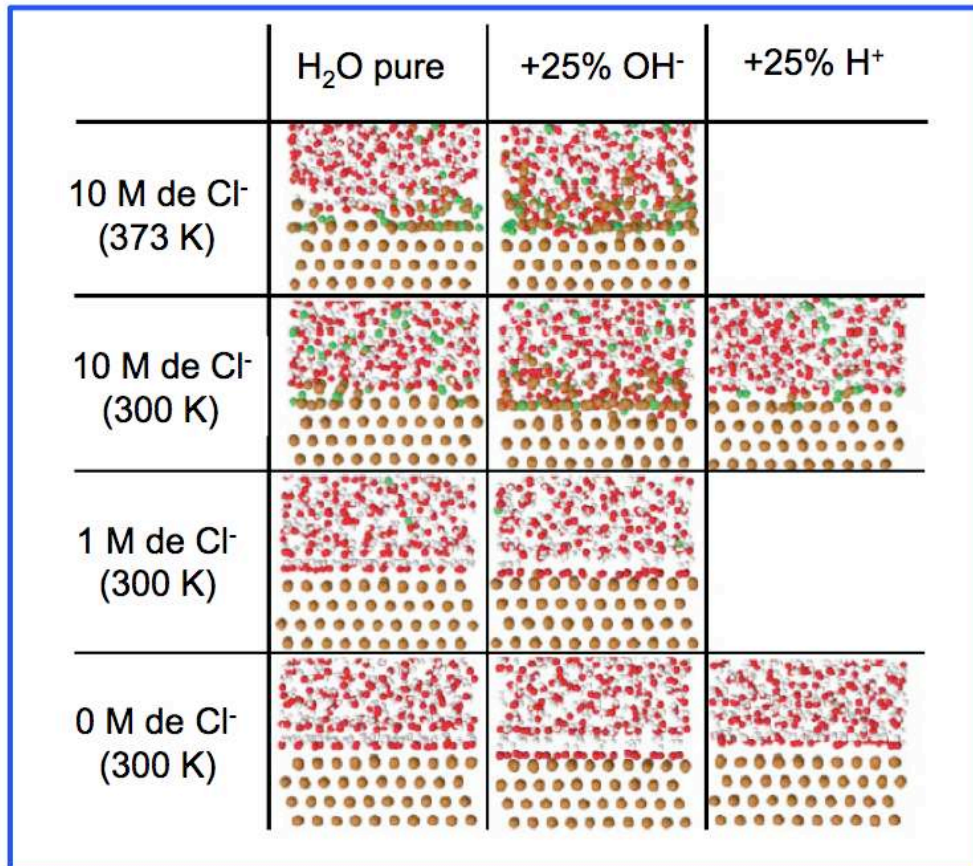 H₂O pure
+25% OH⁻
+25% H⁺
10 M de Cl⁻
(373 K)
10 M de Cl⁻
(300 K)
1 M de Cl⁻
(300 K)
0 M de Cl⁻
(300 K)